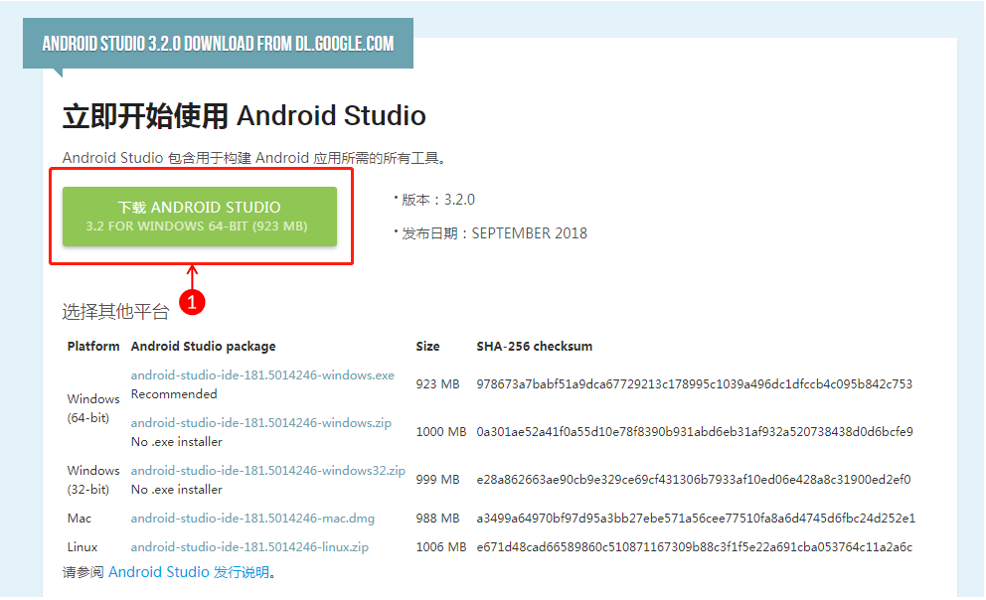 ANDROID STUDIO 3.2.0 DOWNLOAD FROM DL.GOOGLE.COM
立即开始使用 Android Studio
Android Studio 包含用于构建 Android 应用所需的所有工具。
下载 ANDROID STUDIO
3.2 FOR WINDOWS 64-BIT (923 MB)
• 版本：3.2.0
• 发布日期：SEPTEMBER 2018
1
选择其他平台
Platform Android Studio package Size SHA-256 checksum
Windows (64-bit)
android-studio-ide-181.5014246-windows.exe
Recommended
923 MB 978673a7babf51a9dca67729213c178995c1039a496dc1dfccb4c095b842c753
android-studio-ide-181.5014246-windows.zip
No .exe installer
1000 MB 0a301ae52a41f0a55d10e78f8390b931abd6eb31af932a520738438d0d6bcfe9
Windows (32-bit)
android-studio-ide-181.5014246-windows32.zip
No .exe installer
999 MB e28a862663ae90cb9e329ce69cf431306b7933af10ed06e428a8c31900ed2ef0
Mac android-studio-ide-181.5014246-mac.dmg 988 MB a3499a64970bf97d95a3bb27ebe571a56cee77510fa8a6d4745d6fbc24d252e1
Linux android-studio-ide-181.5014246-linux.zip 1006 MB e671d48cad66589860c510871167309b88c3f1f5e22a691cba053764c11a2a6c
请参阅 Android Studio 发行说明。